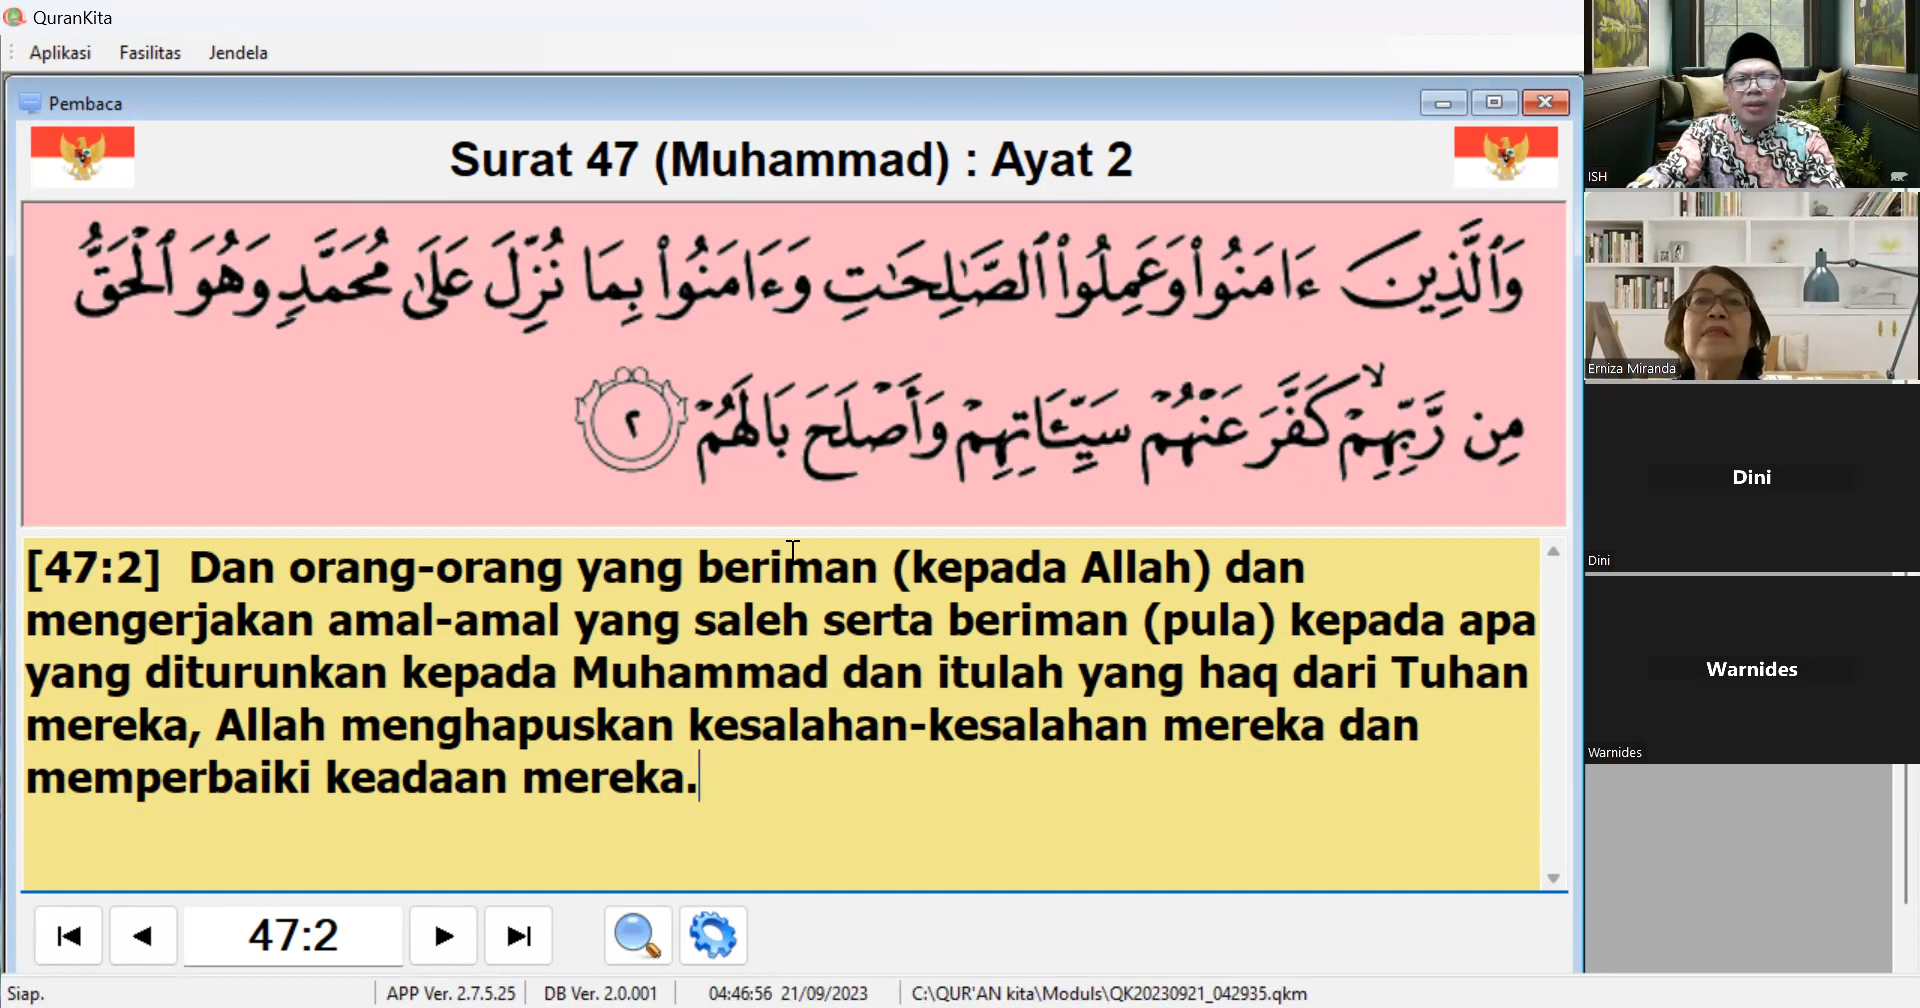 QuranKita
Aplikasi Fasilitas Jendela
Pembaca
Surat 47 (Muhammad) : Ayat 2
وَٱلَّذِينَ ءَامَنُوا۟ وَعَمِلُوا۟ ٱلصَّـٰلِحَـٰتِ وَءَامَنُوا۟ بِمَا نُزِّلَ عَلَىٰ مُحَمَّدٍ وَهُوَ ٱلْحَقُّ
مِن رَّبِّهِمْ ۙ كَفَّرَ عَنْهُمْ سَيِّـَٔاتِهِمْ وَأَصْلَحَ بَالَهُمْ ٢
[47:2] Dan orang-orang yang beriman (kepada Allah) dan
mengerjakan amal-amal yang saleh serta beriman (pula) kepada apa
yang diturunkan kepada Muhammad dan itulah yang haq dari Tuhan
mereka, Allah menghapuskan kesalahan-kesalahan mereka dan
memperbaiki keadaan mereka.
47:2
Siap. APP Ver. 2.7.5.25 DB Ver. 2.0.001 04:46:56 21/09/2023 C:\QUR'AN kita\Moduls\QK20230921_042935.qkm
ISH
Erniza Miranda
Dini
Dini
Warnides
Warnides